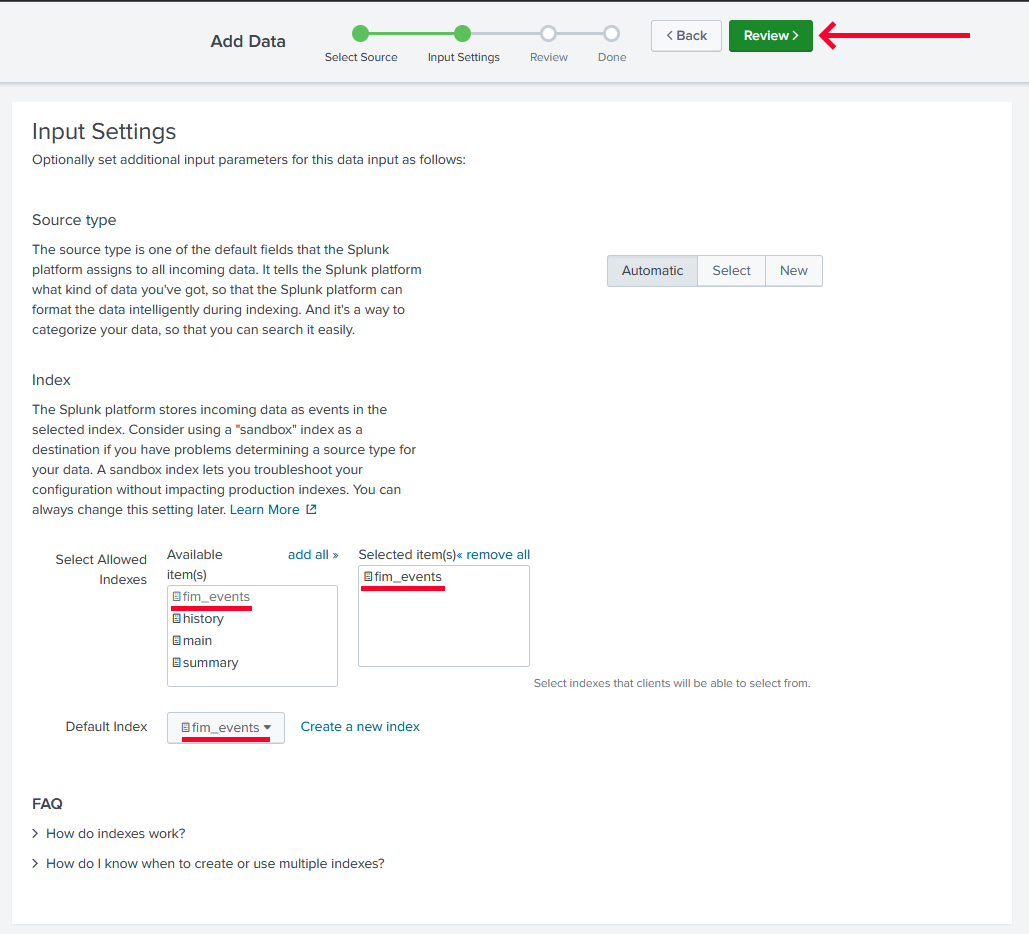 Add Data
Select Source
Input Settings
Review
Done
Back
Review
Input Settings
Optionally set additional input parameters for this data input as follows:
Source type
The source type is one of the default fields that the Splunk
platform assigns to all incoming data. It tells the Splunk platform
what kind of data you've got, so that the Splunk platform can
format the data intelligently during indexing. And it's a way to
categorize your data, so that you can search it easily.
Automatic
Select
New
Index
The Splunk platform stores incoming data as events in the
selected index. Consider using a "sandbox" index as a
destination if you have problems determining a source type for
your data. A sandbox index lets you troubleshoot your
configuration without impacting production indexes. You can
always change this setting later. Learn More
Select Allowed
Indexes
Available
item(s)
add all »
fim_events
history
main
summary
Selected item(s)« remove all
fim_events
Select indexes that clients will be able to select from.
Default Index
fim_events
Create a new index
FAQ
How do indexes work?
How do I know when to create or use multiple indexes?